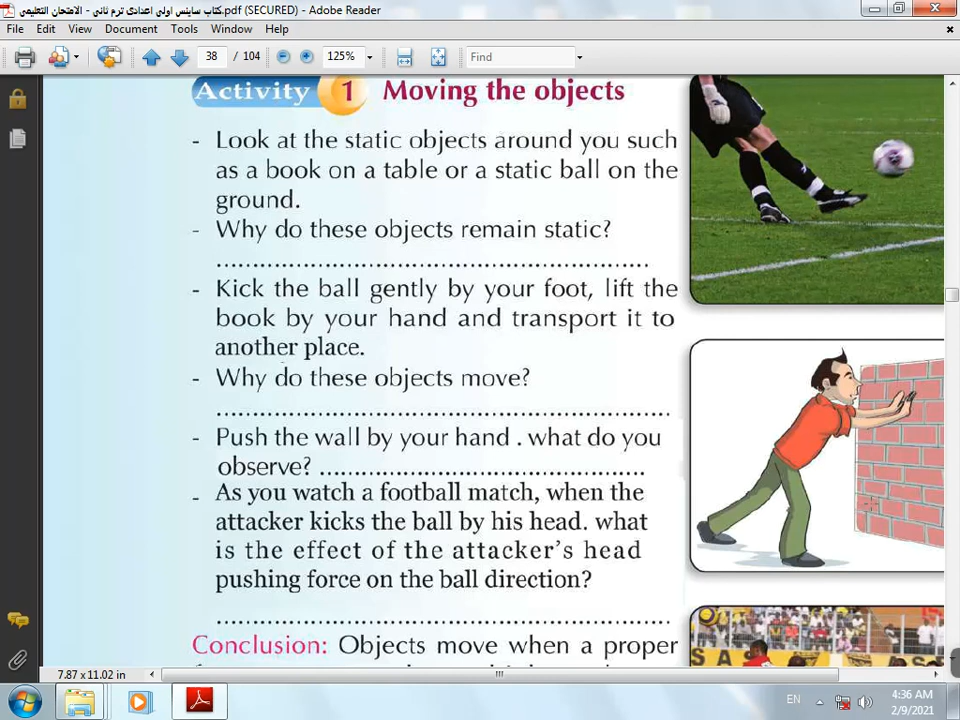 كتاب ساينس اولي اعدادى ترم ثاني - الامتحان التعليمى.pdf (SECURED) - Adobe Reader
File Edit View Document Tools Window Help
38 / 104 125% Find
Activity 1 Moving the objects
- Look at the static objects around you such
as a book on a table or a static ball on the
ground.
- Why do these objects remain static?
................................................................
- Kick the ball gently by your foot, lift the
book by your hand and transport it to
another place.
- Why do these objects move?
................................................................
- Push the wall by your hand . what do you
observe? .............................................
- As you watch a football match, when the
attacker kicks the ball by his head. what
is the effect of the attacker's head
pushing force on the ball direction?
................................................................
Conclusion: Objects move when a proper
7.87 x 11.02 in
EN
4:36 AM
2/9/2021